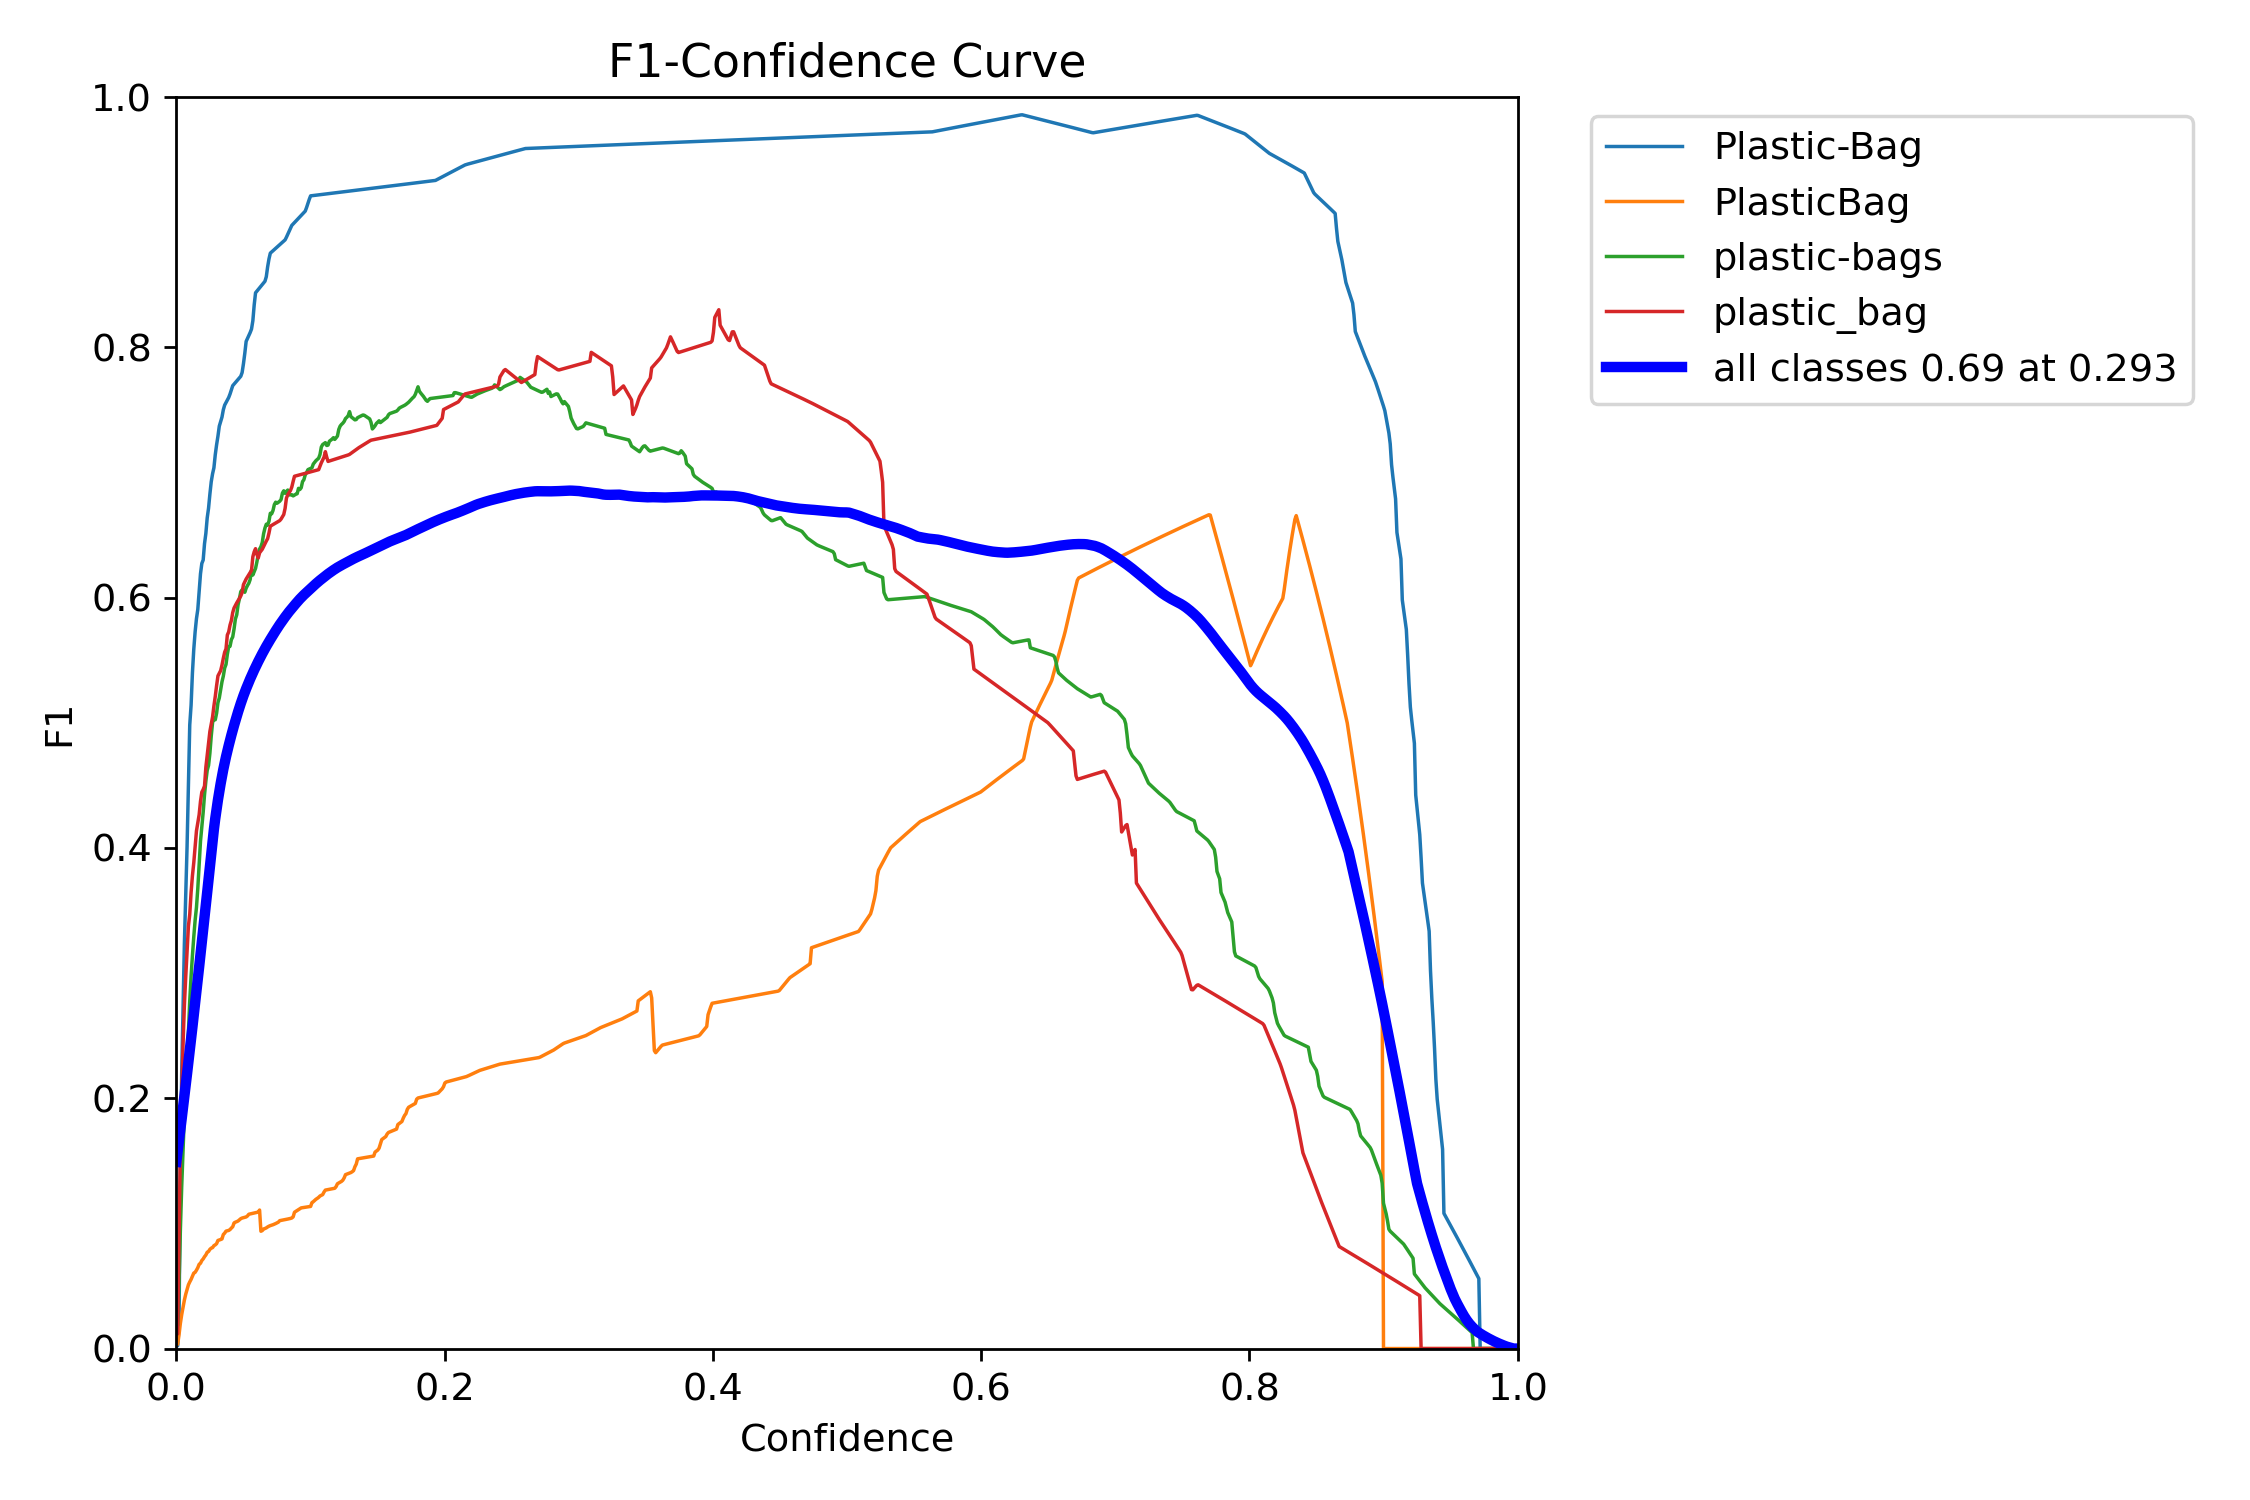 F1-Confidence Curve
1.0
0.8
0.6
0.4
0.2
0.0
F1
0.0 0.2 0.4 0.6 0.8 1.0
Confidence
Plastic-Bag
PlasticBag
plastic-bags
plastic_bag
all classes 0.69 at 0.293